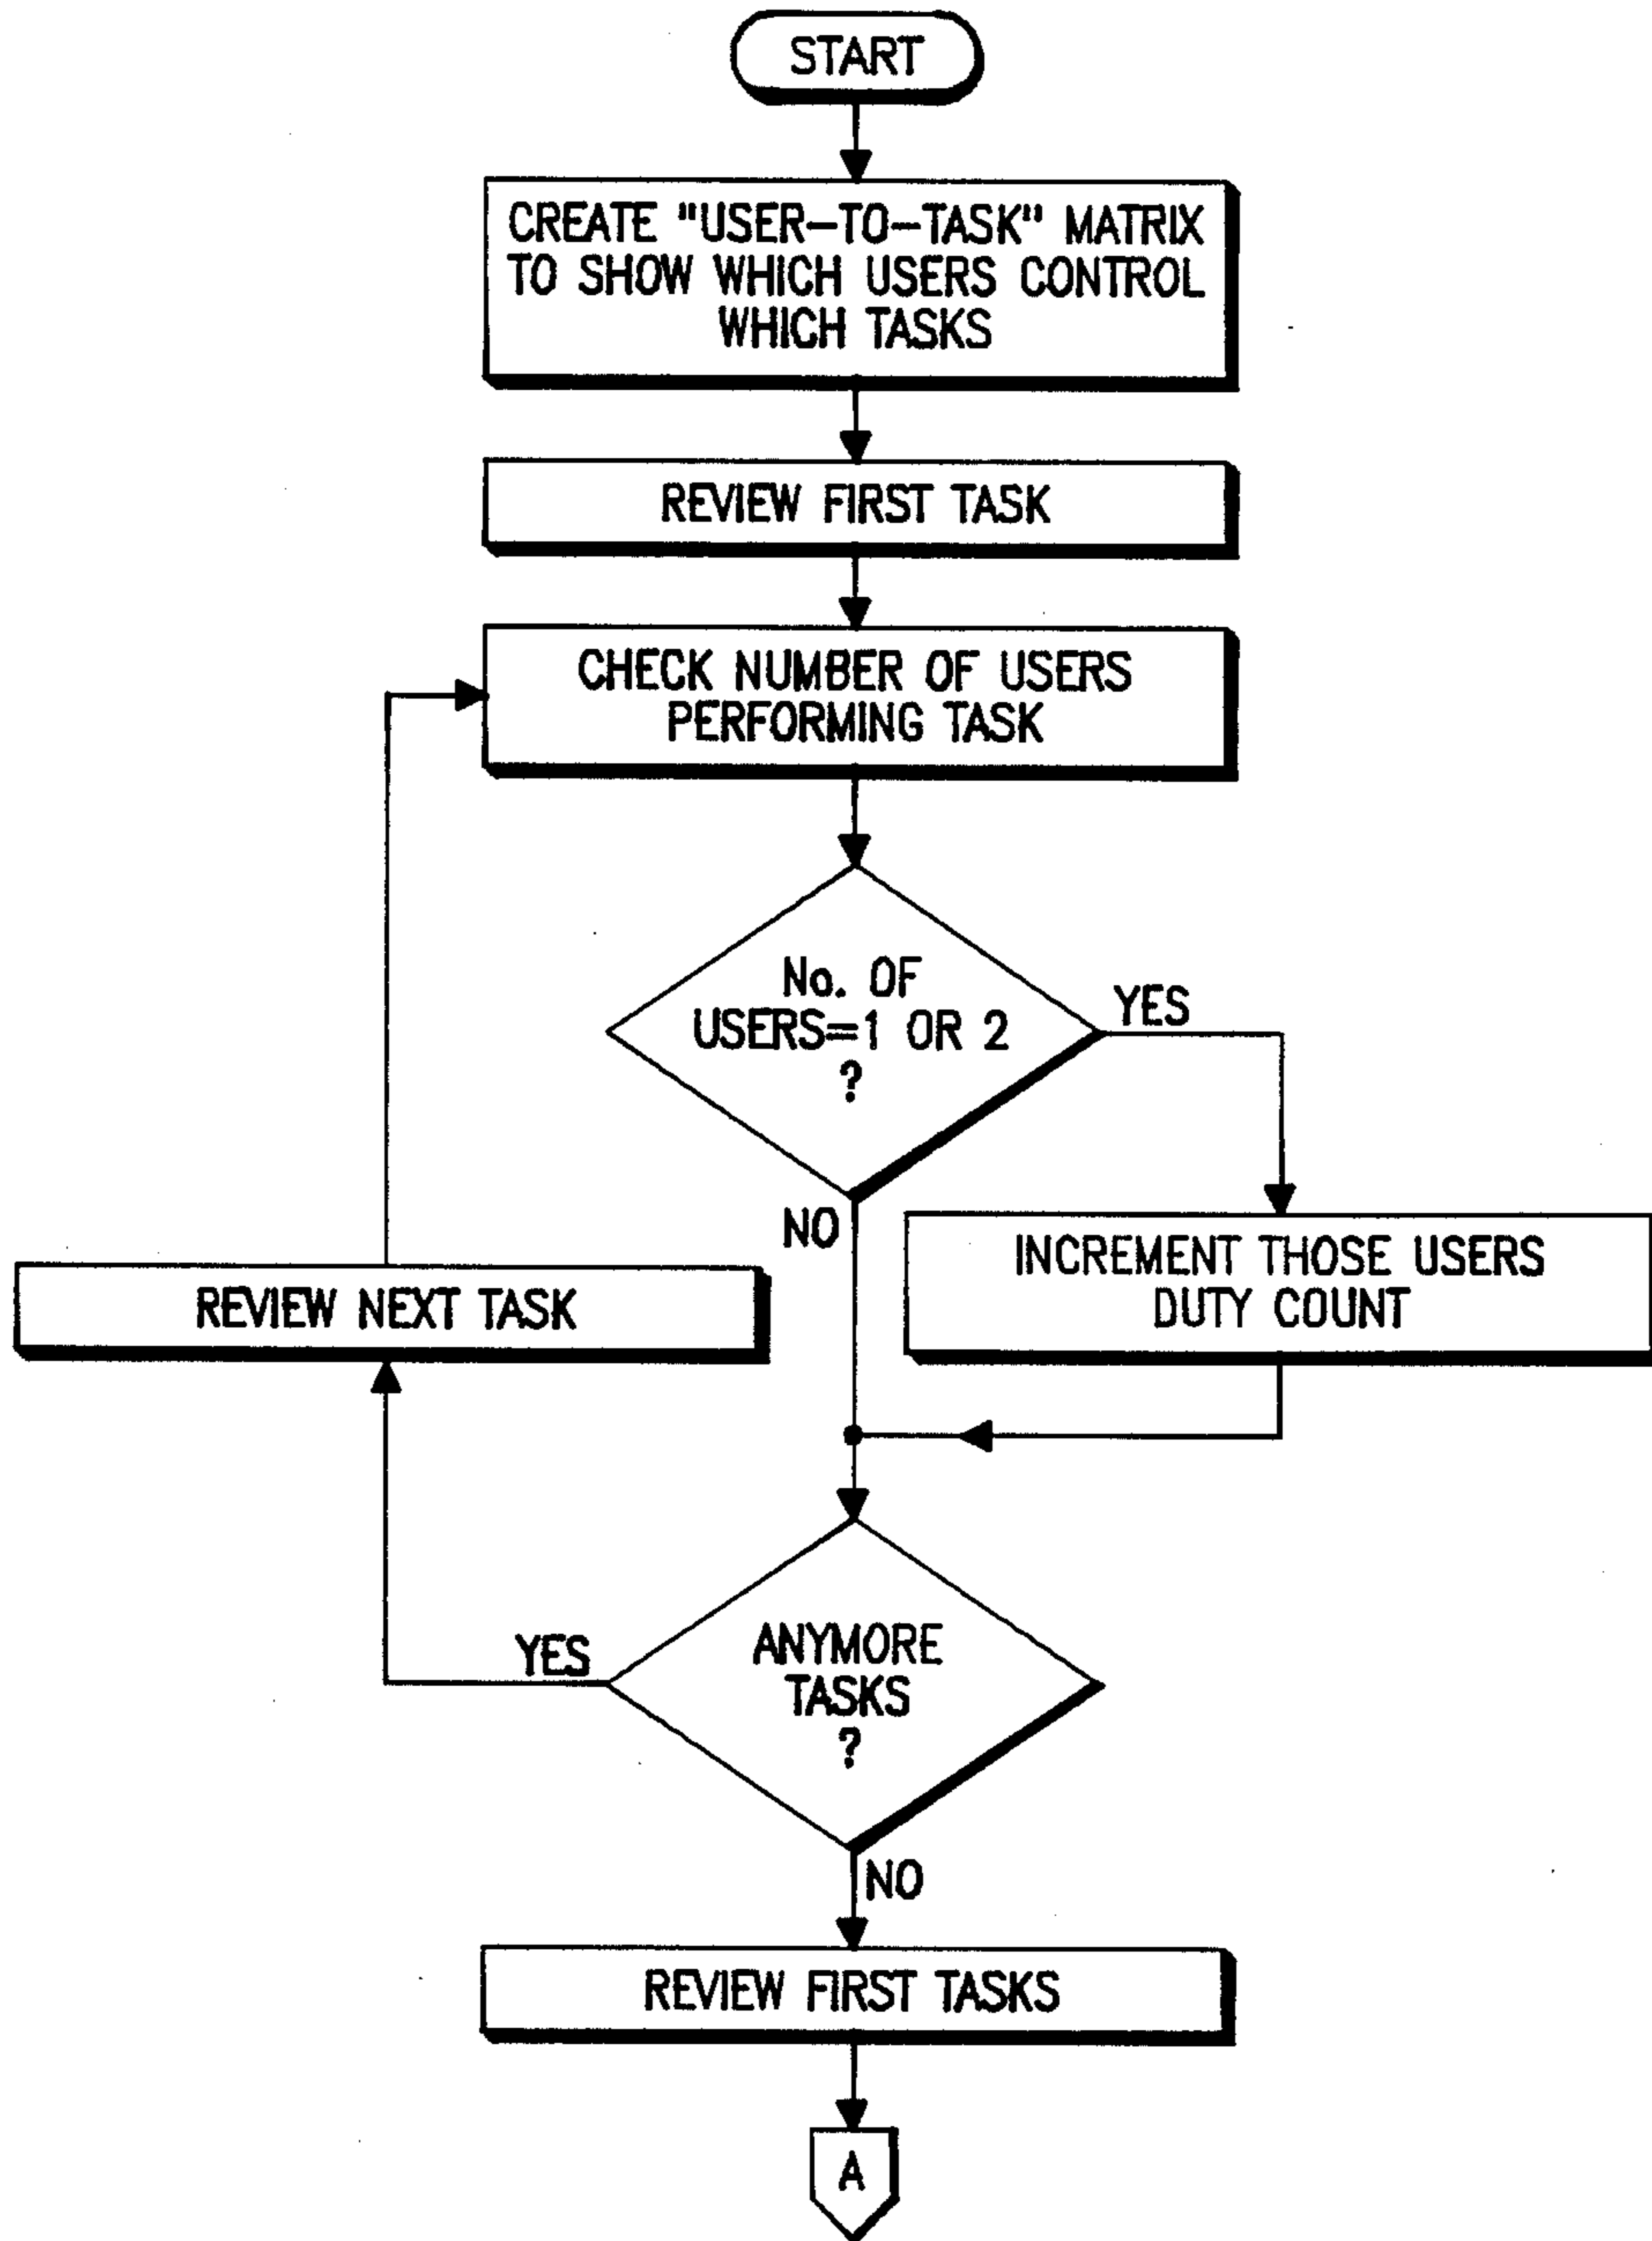 START
CREATE "USER-TO-TASK" MATRIX
TO SHOW WHICH USERS CONTROL
WHICH TASKS
REVIEW FIRST TASK
CHECK NUMBER OF USERS
PERFORMING TASK
No. OF
USERS=1 OR 2
?
YES
NO
INCREMENT THOSE USERS
DUTY COUNT
REVIEW NEXT TASK
ANYMORE
TASKS
?
YES
NO
REVIEW FIRST TASKS
A